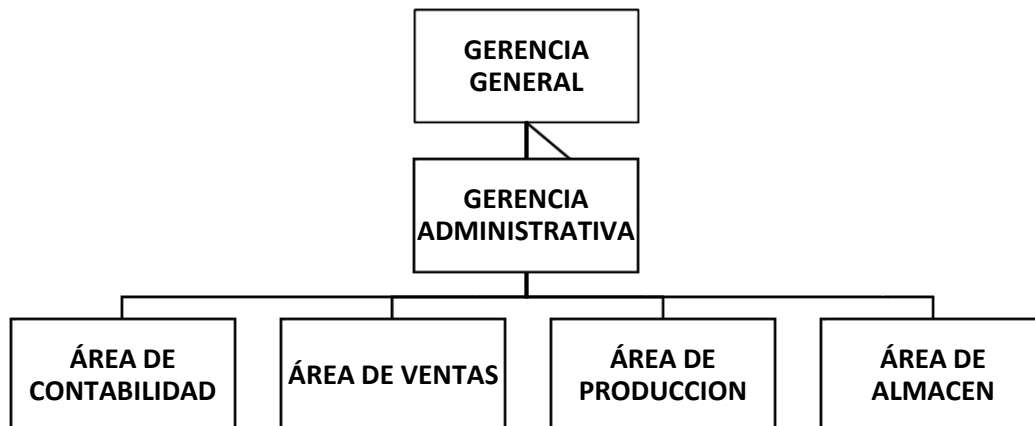 GERENCIA
GENERAL
GERENCIA
ADMINISTRATIVA
ÁREA DE
CONTABILIDAD
ÁREA DE VENTAS
ÁREA DE
PRODUCCION
ÁREA DE
ALMACEN